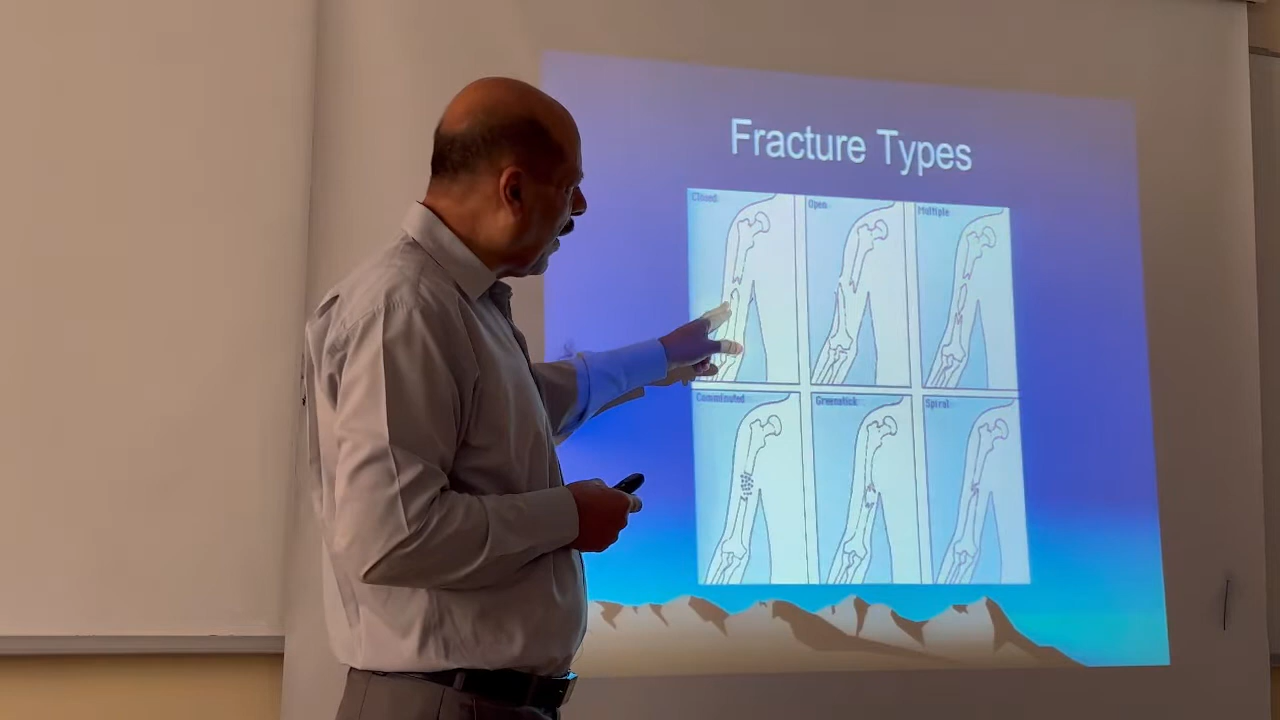 Fracture Types
Closed
Open
Multiple
Comminuted
Greenstick
Spiral